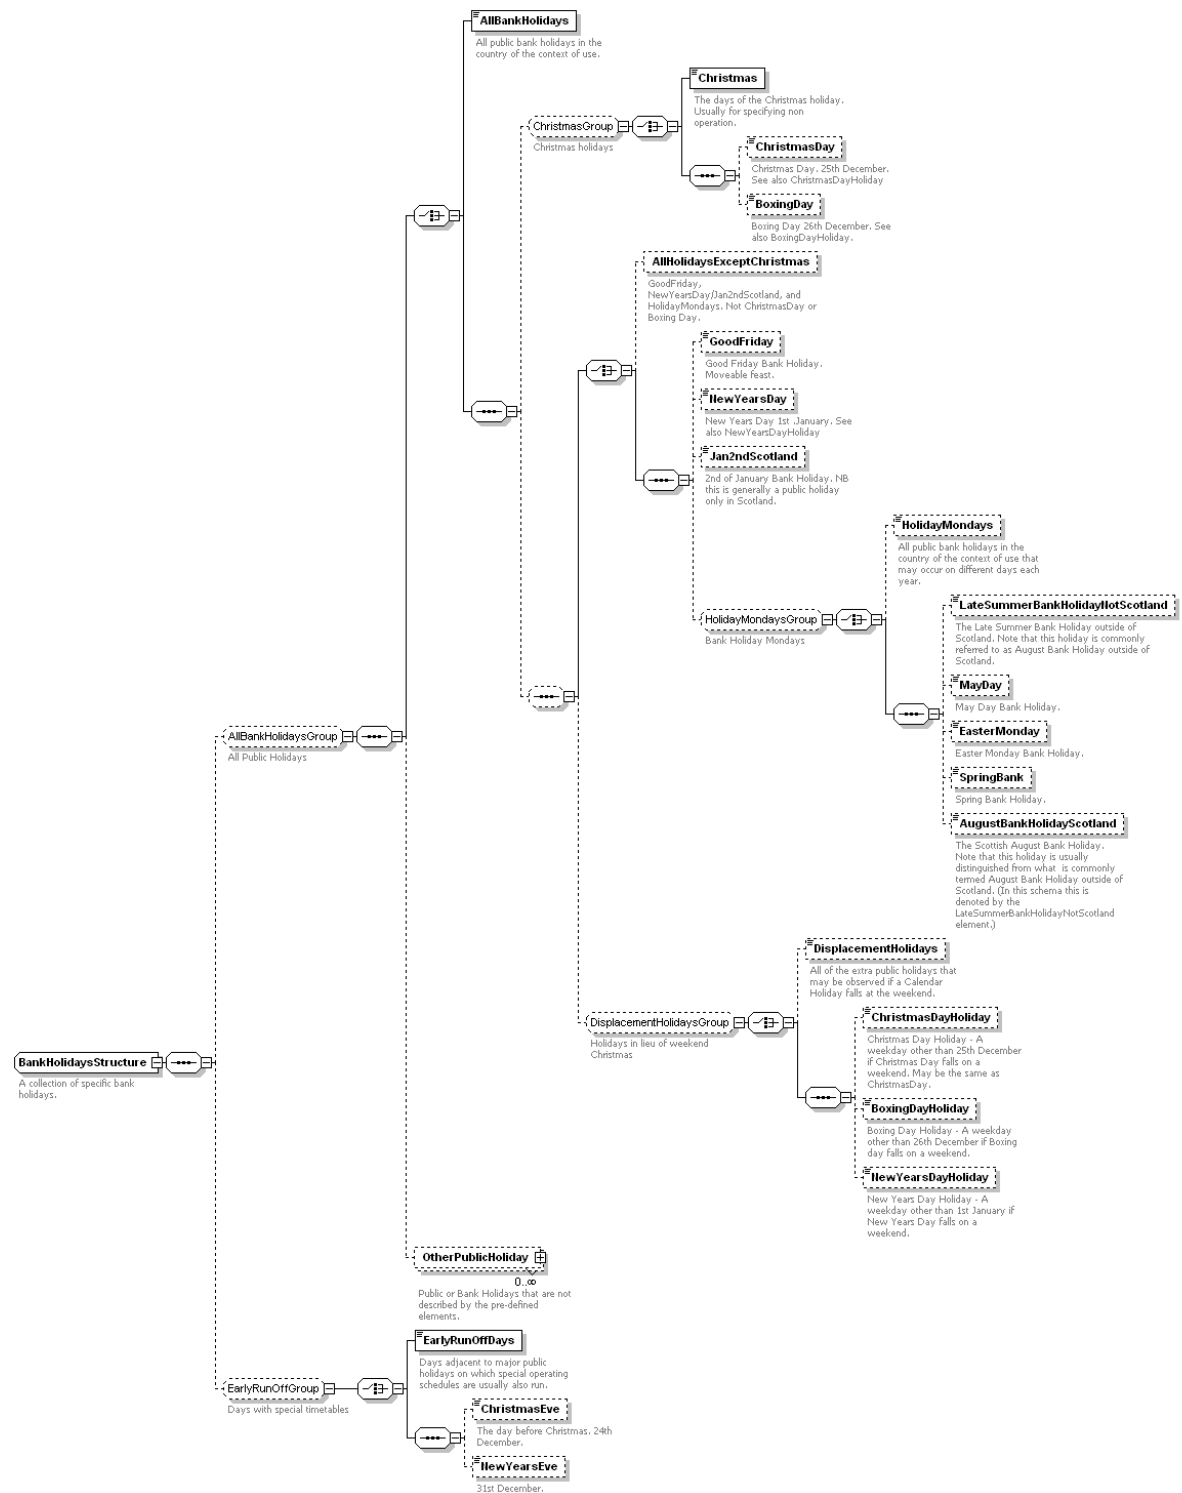 AllBankHolidays
All public bank holidays in the
country of the context of use.
Christmas
The days of the Christmas holiday.
Usually for specifying non
operation.
ChristmasGroup
Christmas holidays
ChristmasDay
Christmas Day. 25th December.
See also ChristmasDayHoliday
BoxingDay
Boxing Day 26th December. See
also BoxingDayHoliday.
AllHolidaysExceptChristmas
GoodFriday,
NewYearsDay/Jan2ndScotland, and
HolidayMondays. Not ChristmasDay or
Boxing Day.
GoodFriday
Good Friday Bank Holiday.
Moveable feast.
NewYearsDay
New Years Day 1st .January. See
also NewYearsDayHoliday
Jan2ndScotland
2nd of January Bank Holiday. NB
this is generally a public holiday
only in Scotland.
HolidayMondays
All public bank holidays in the
country of the context of use that
may occur on different days each
year.
HolidayMondaysGroup
Bank Holiday Mondays
LateSummerBankHolidayNotScotland
The Late Summer Bank Holiday outside of
Scotland. Note that this holiday is commonly
referred to as August Bank Holiday outside of
Scotland.
MayDay
May Day Bank Holiday.
EasterMonday
Easter Monday Bank Holiday.
SpringBank
Spring Bank Holiday.
AugustBankHolidayScotland
The Scottish August Bank Holiday.
Note that this holiday is usually
distinguished from what  is commonly
termed August Bank Holiday outside of
Scotland. (In this schema this is
denoted by the
LateSummerBankHolidayNotScotland
element.)
AllBankHolidaysGroup
All Public Holidays
DisplacementHolidays
All of the extra public holidays that
may be observed if a Calendar
Holiday falls at the weekend.
DisplacementHolidaysGroup
Holidays in lieu of weekend
Christmas
ChristmasDayHoliday
Christmas Day Holiday - A
weekday other than 25th December
if Christmas Day falls on a
weekend. May be the same as
ChristmasDay.
BoxingDayHoliday
Boxing Day Holiday - A weekday
other than 26th December if Boxing
day falls on a weekend.
NewYearsDayHoliday
New Years Day Holiday - A
weekday other than 1st January if
New Years Day falls on a
weekend.
BankHolidaysStructure
A collection of specific bank
holidays.
OtherPublicHoliday
0..∞
Public or Bank Holidays that are not
described by the pre-defined
elements.
EarlyRunOffDays
Days adjacent to major public
holidays on which special operating
schedules are usually also run.
EarlyRunOffGroup
Days with special timetables
ChristmasEve
The day before Christmas. 24th
December.
NewYearsEve
31st December.